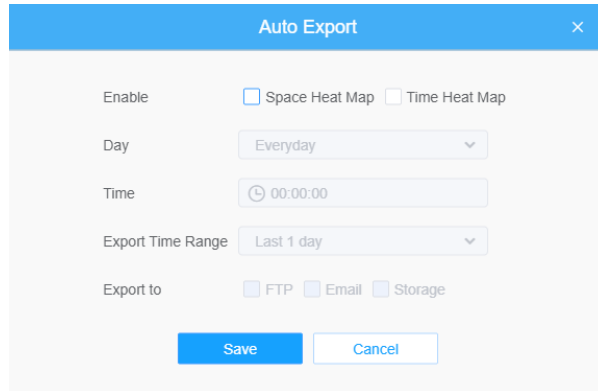 Auto Export
Enable Space Heat Map Time Heat Map
Day Everyday
Time 00:00:00
Export Time Range Last 1 day
Export to FTP Email Storage
Save Cancel